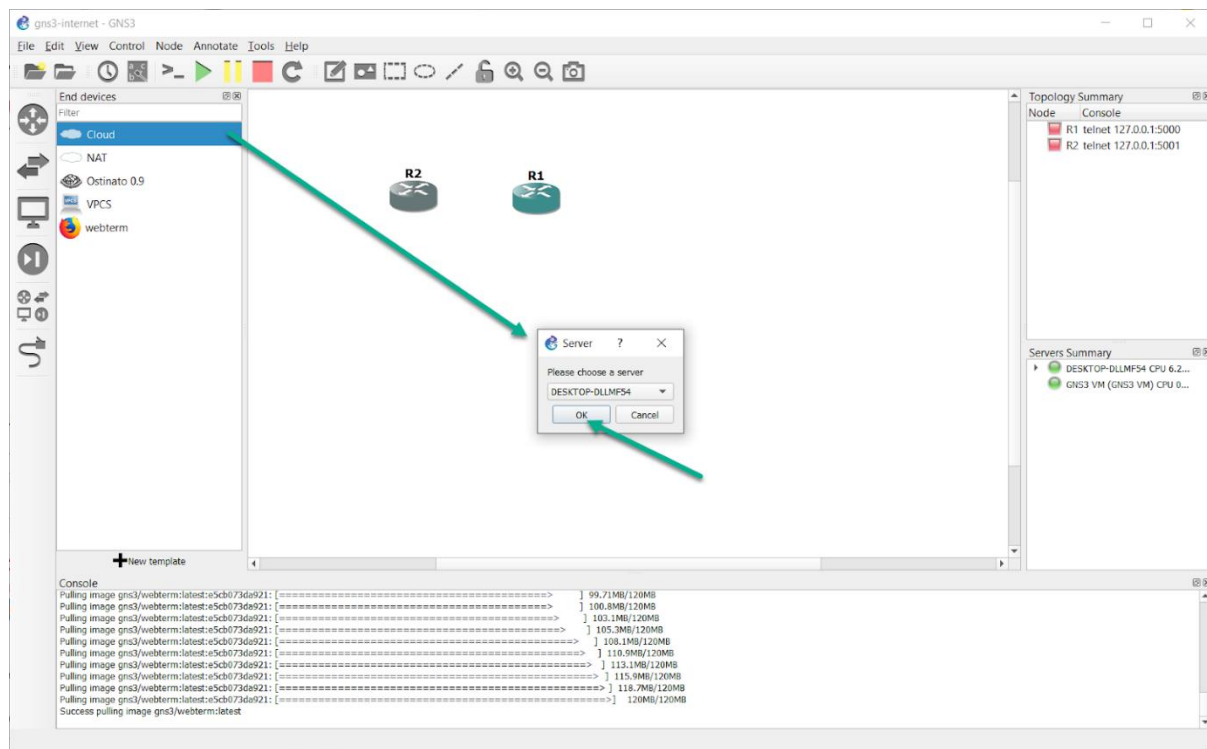 gns3-internet - GNS3
File Edit View Control Node Annotate Tools Help
End devices
Filter
Cloud
NAT
Ostinato 0.9
VPCS
webterm
New template
R2
R1
Server ?
Please choose a server
DESKTOP-DLLMF54
OK Cancel
Topology Summary
Node Console
R1 telnet 127.0.0.1:5000
R2 telnet 127.0.0.1:5001
Servers Summary
DESKTOP-DLLMF54 CPU 6.2...
GNS3 VM (GNS3 VM) CPU 0...
Console
Pulling image gns3/webterm:latest:e5cb073da921: [=============================================> ] 99.71MB/120MB
Pulling image gns3/webterm:latest:e5cb073da921: [=============================================> ] 100.8MB/120MB
Pulling image gns3/webterm:latest:e5cb073da921: [==============================================> ] 103.1MB/120MB
Pulling image gns3/webterm:latest:e5cb073da921: [===============================================> ] 105.3MB/120MB
Pulling image gns3/webterm:latest:e5cb073da921: [=================================================> ] 108.1MB/120MB
Pulling image gns3/webterm:latest:e5cb073da921: [==================================================> ] 110.9MB/120MB
Pulling image gns3/webterm:latest:e5cb073da921: [===================================================> ] 113.1MB/120MB
Pulling image gns3/webterm:latest:e5cb073da921: [====================================================> ] 115.9MB/120MB
Pulling image gns3/webterm:latest:e5cb073da921: [=====================================================> ] 118.7MB/120MB
Pulling image gns3/webterm:latest:e5cb073da921: [======================================================>] 120MB/120MB
Success pulling image gns3/webterm:latest